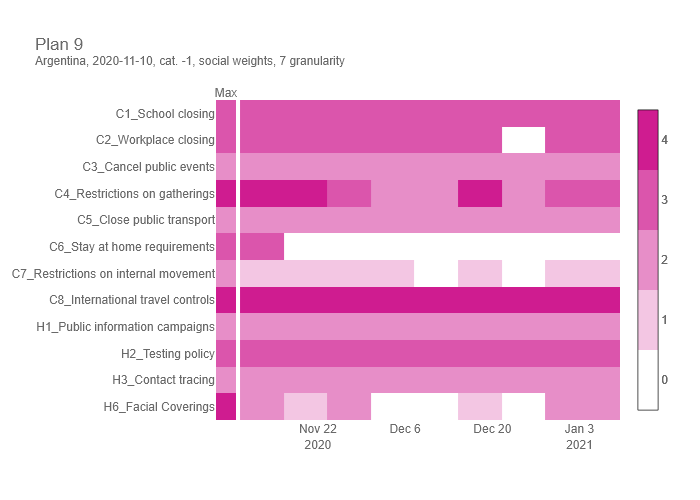 Plan 9
Argentina, 2020-11-10, cat. -1, social weights, 7 granularity
Max
C1_School closing
C2_Workplace closing
C3_Cancel public events
C4_Restrictions on gatherings
C5_Close public transport
C6_Stay at home requirements
C7_Restrictions on internal movement
C8_International travel controls
H1_Public information campaigns
H2_Testing policy
H3_Contact tracing
H6_Facial Coverings
Nov 22 Dec 6 Dec 20 Jan 3
2020 2021
4
3
2
1
0